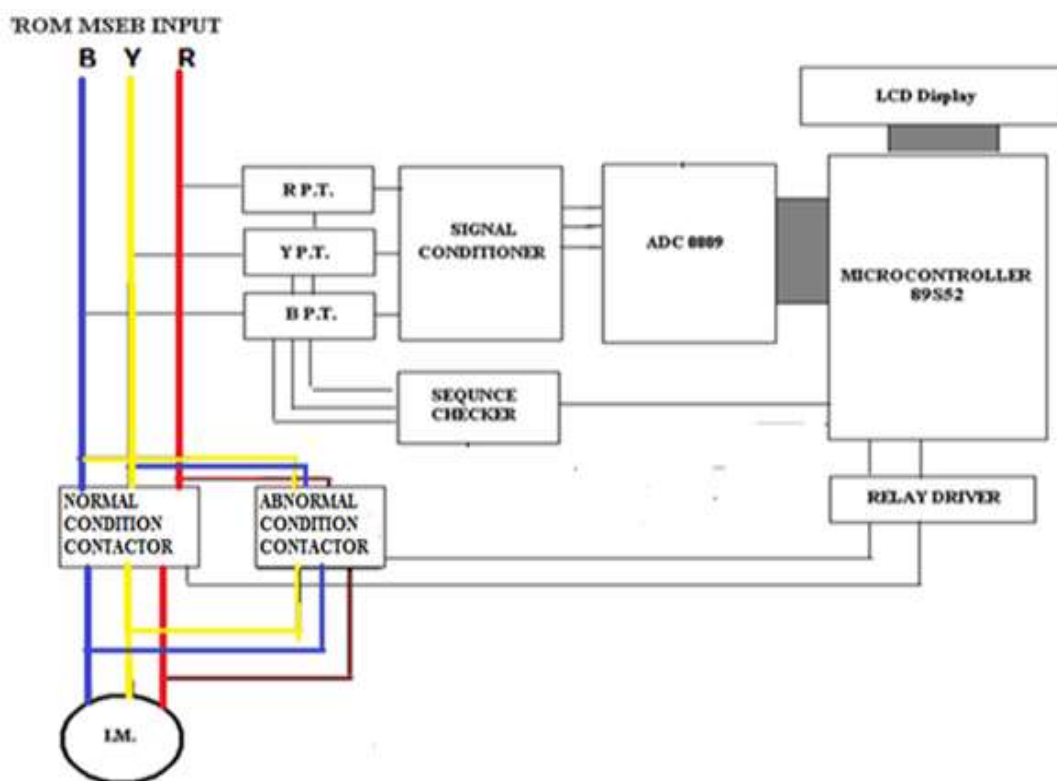 'ROM MSEB INPUT
B Y R
LCD Display
R P.T.
Y P.T.
B P.T.
SIGNAL
CONDITIONER
ADC 0809
MICROCONTROLLER
89S52
SEQUNCE
CHECKER
NORMAL
CONDITION
CONTACTOR
ABNORMAL
CONDITION
CONTACTOR
RELAY DRIVER
I.M.